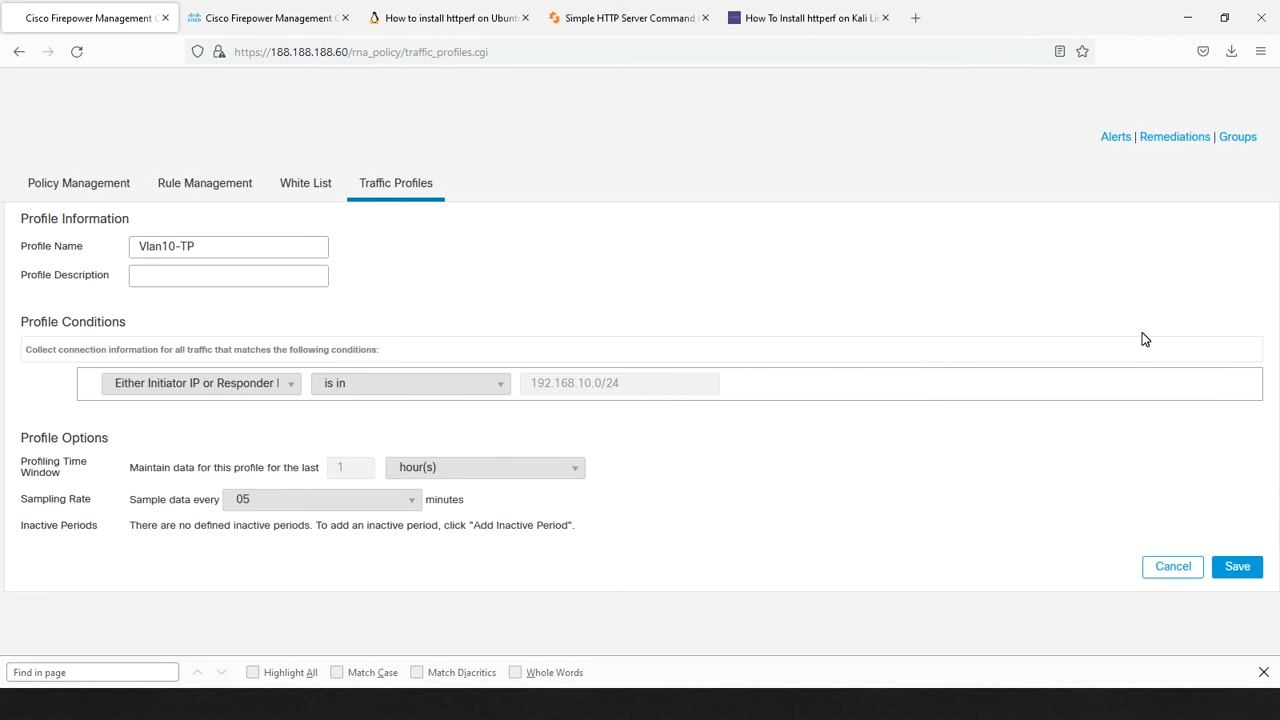 Cisco Firepower Management C
Cisco Firepower Management C
How to install httperf on Ubunt
Simple HTTP Server Command
How To Install httperf on Kali Lin
https://188.188.188.60/rna_policy/traffic_profiles.cgi
Alerts | Remediations | Groups
Policy Management
Rule Management
White List
Traffic Profiles
Profile Information
Profile Name
Vlan10-TP
Profile Description
Profile Conditions
Collect connection information for all traffic that matches the following conditions:
Either Initiator IP or Responder I
is in
192.168.10.0/24
Profile Options
Profiling Time
Window
Maintain data for this profile for the last
1
hour(s)
Sampling Rate
Sample data every
05
minutes
Inactive Periods
There are no defined inactive periods. To add an inactive period, click "Add Inactive Period".
Cancel
Save
Find in page
Highlight All
Match Case
Match Diacritics
Whole Words